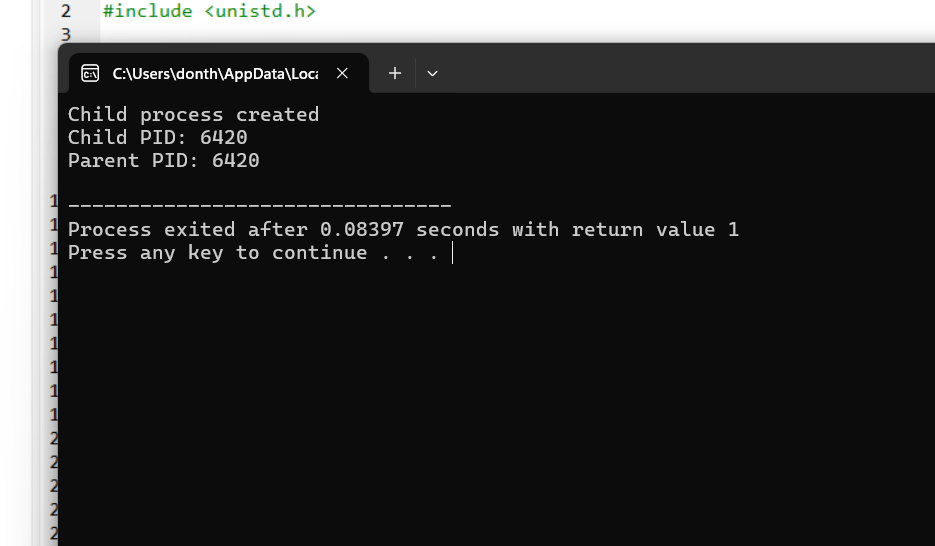 2 #include <unistd.h>
3
C:\Users\donth\AppData\Loca
Child process created
Child PID: 6420
Parent PID: 6420
1 --------------------------------
1 Process exited after 0.08397 seconds with return value 1
1 Press any key to continue . . .
1
1
1
1
1
1
1
2
2
2
2
2